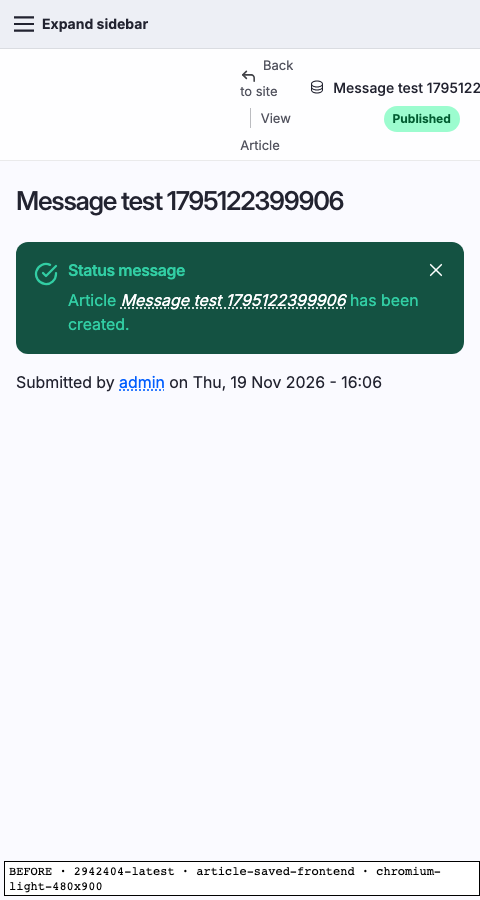 Expand sidebar
Back
to site
View
Article
Message test 1795122
Published
Message test 1795122399906
Status message
Article Message test 1795122399906 has been
created.
Submitted by admin on Thu, 19 Nov 2026 - 16:06
BEFORE · 2942404-latest · article-saved-frontend · chromium-
light-480x900